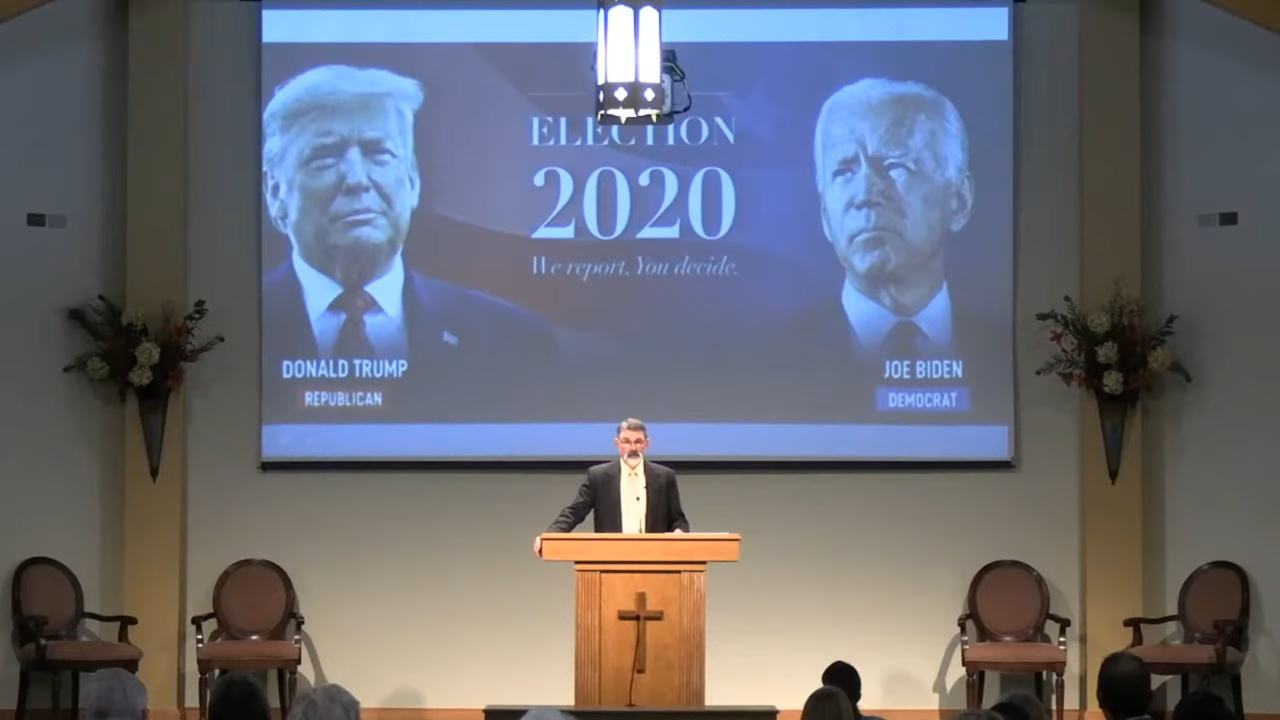 ELECTION
2020
We report. You decide.
DONALD TRUMP
REPUBLICAN
JOE BIDEN
DEMOCRAT